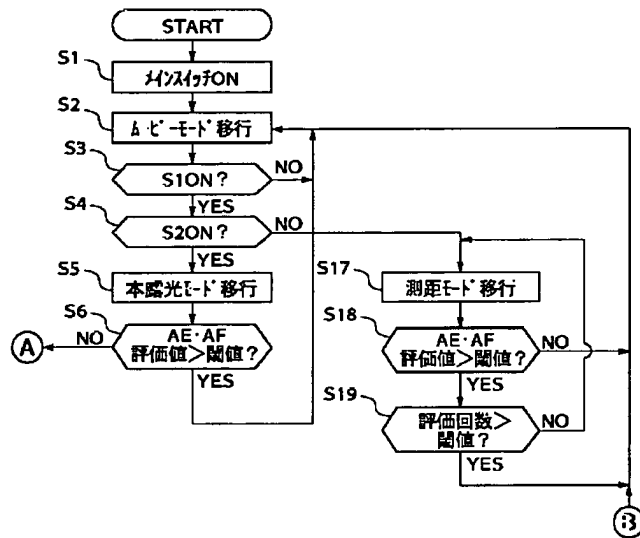 START
S1
メインスイッチON
S2
ムービーモード移行
S3
S1ON?
NO
YES
S4
S2ON?
NO
YES
S5
本露光モード移行
S6
AE・AF
評価値>閾値?
NO
A
YES
S17
測距モード移行
S18
AE・AF
評価値>閾値?
NO
YES
S19
評価回数>
閾値?
NO
YES
B